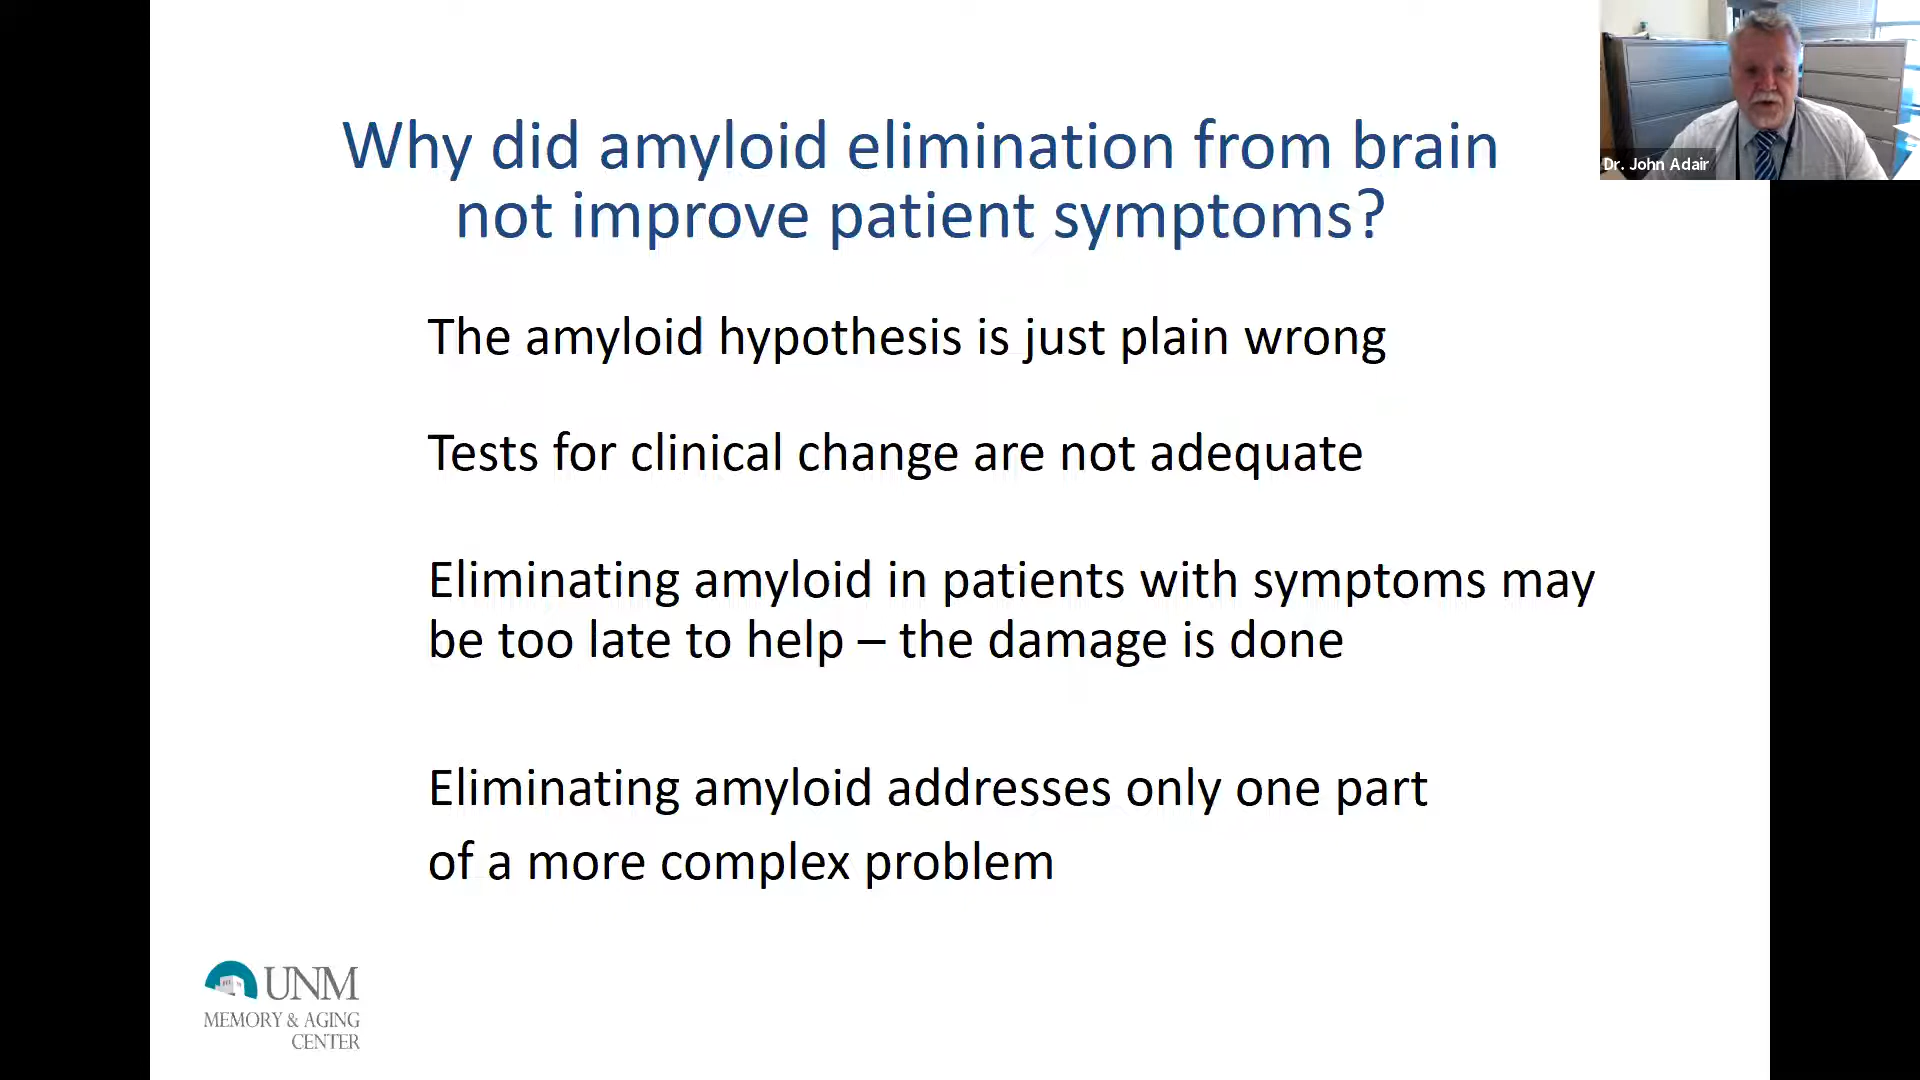 Why did amyloid elimination from brain
not improve patient symptoms?
Dr. John Adair
The amyloid hypothesis is just plain wrong
Tests for clinical change are not adequate
Eliminating amyloid in patients with symptoms may
be too late to help – the damage is done
Eliminating amyloid addresses only one part
of a more complex problem
UNM
MEMORY & AGING
CENTER